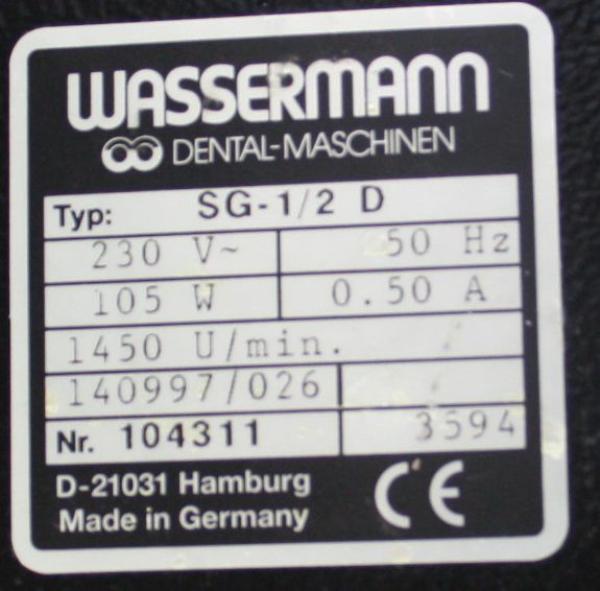 WASSERMANN
DENTAL-MASCHINEN
Typ: SG-1/2 D
230 V~ 50 Hz
105 W 0.50 A
1450 U/min.
140997/026
Nr. 104311 3594
D-21031 Hamburg
Made in Germany
CE